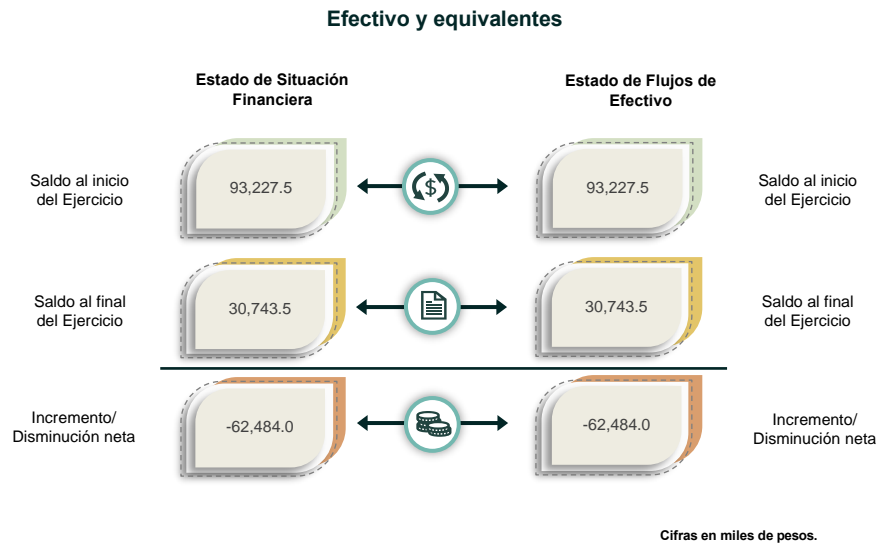 Efectivo y equivalentes
Estado de Situación
Financiera
Estado de Flujos de
Efectivo
Saldo al inicio
del Ejercicio
93,227.5
$
93,227.5
Saldo al inicio
del Ejercicio
Saldo al final
del Ejercicio
30,743.5
30,743.5
Saldo al final
del Ejercicio
Incremento/
Disminución neta
-62,484.0
-62,484.0
Incremento/
Disminución neta
Cifras en miles de pesos.